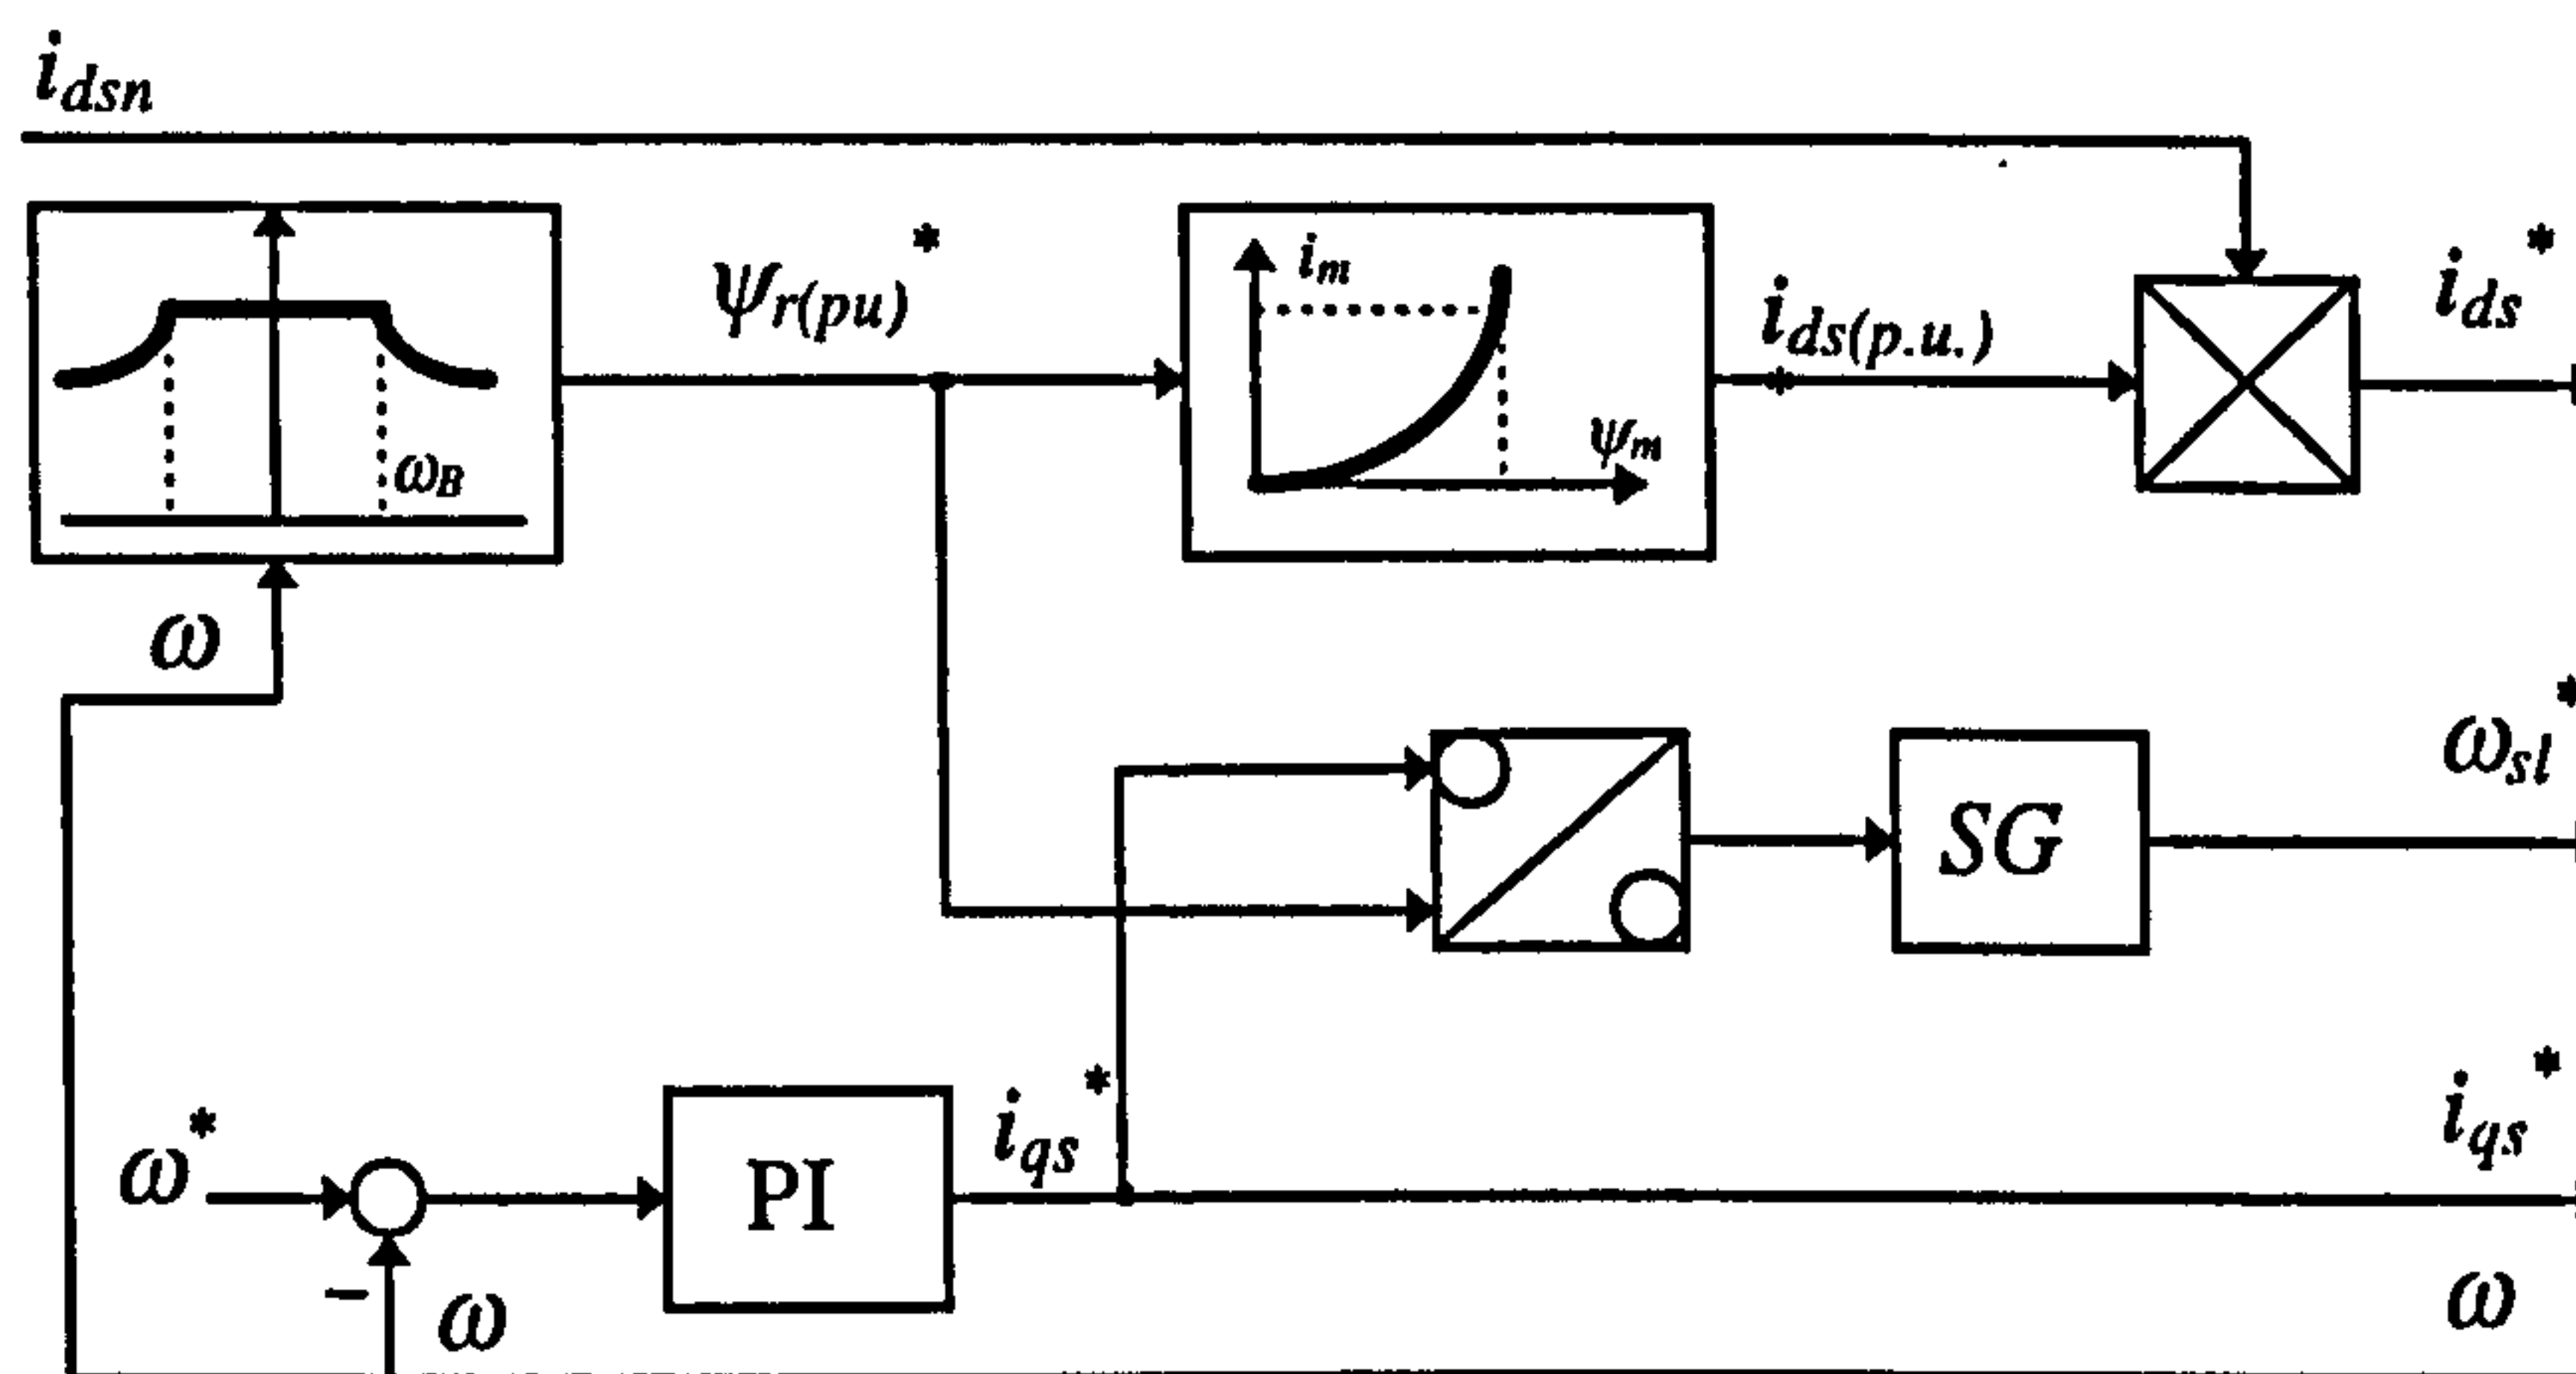 i_dsn
ψ_r(pu)*
i_m
i_ds(p.u.)
i_ds*
ψ_m
ω_B
ω
ω_sl*
SG
i_qs*
i_qs*
ω*
PI
−
ω
ω